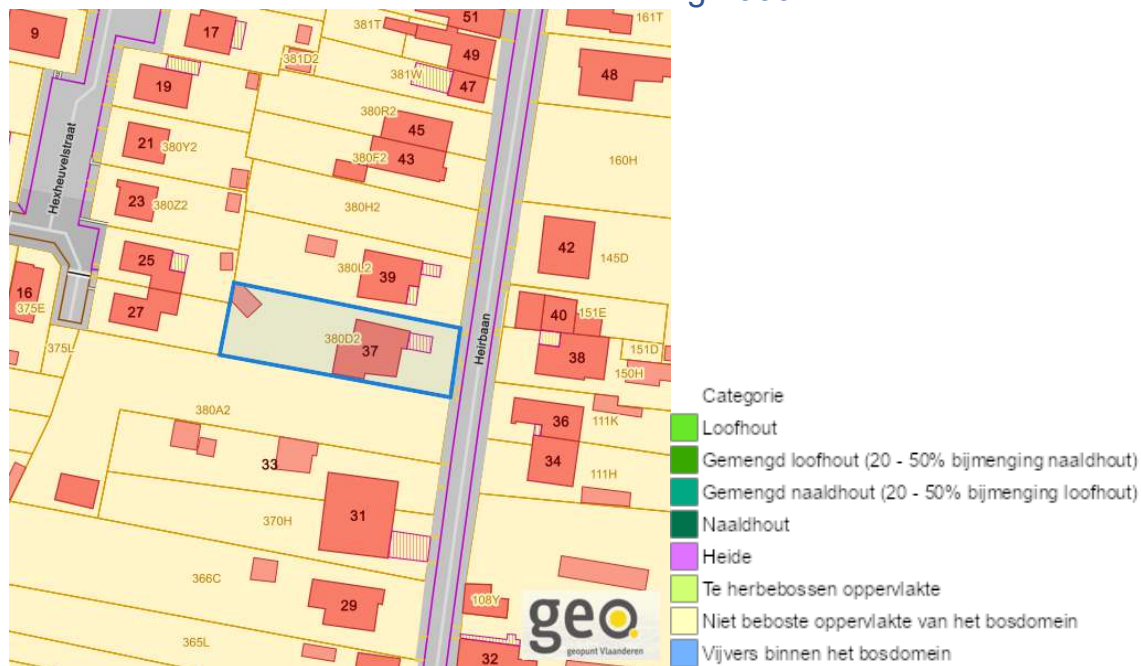 51
161T
9
17
381T
49
381D2
381W
48
47
19
380R2
45
21
380Y2
43
380F2
160H
Hexheuvelstraat
23
380Z2
380H2
42
25
145D
380L2
39
16
375E
27
40
151E
380D2
37
Heirbaan
38
151D
375L
150H
Categorie
380A2
36
111K
Loofhout
33
34
Gemengd loofhout (20 - 50% bijmenging naaldhout)
111H
Gemengd naaldhout (20 - 50% bijmenging loofhout)
31
370H
Naaldhout
Heide
366C
Te herbebossen oppervlakte
29
108Y
geo.
Niet beboste oppervlakte van het bosdomein
365L
geopunt Vlaanderen
32
Vijvers binnen het bosdomein